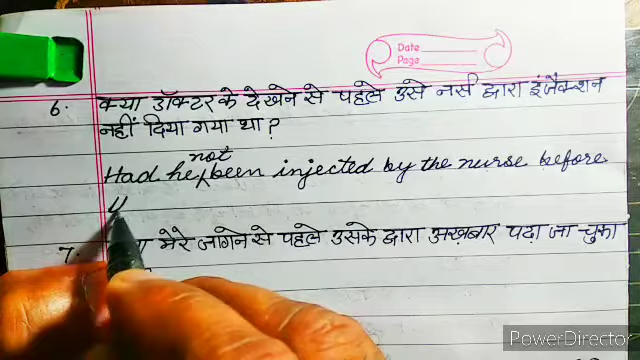 Date
Page
6. क्या डॉक्टर के देखने से पहले उसे नर्स द्वारा इंजैक्शन
नहीं दिया गया था ?
not
Had he been injected by the nurse before
7. मेरे जागने से पहले उसके द्वारा अख़बार पढ़ा जा चुका
PowerDirector